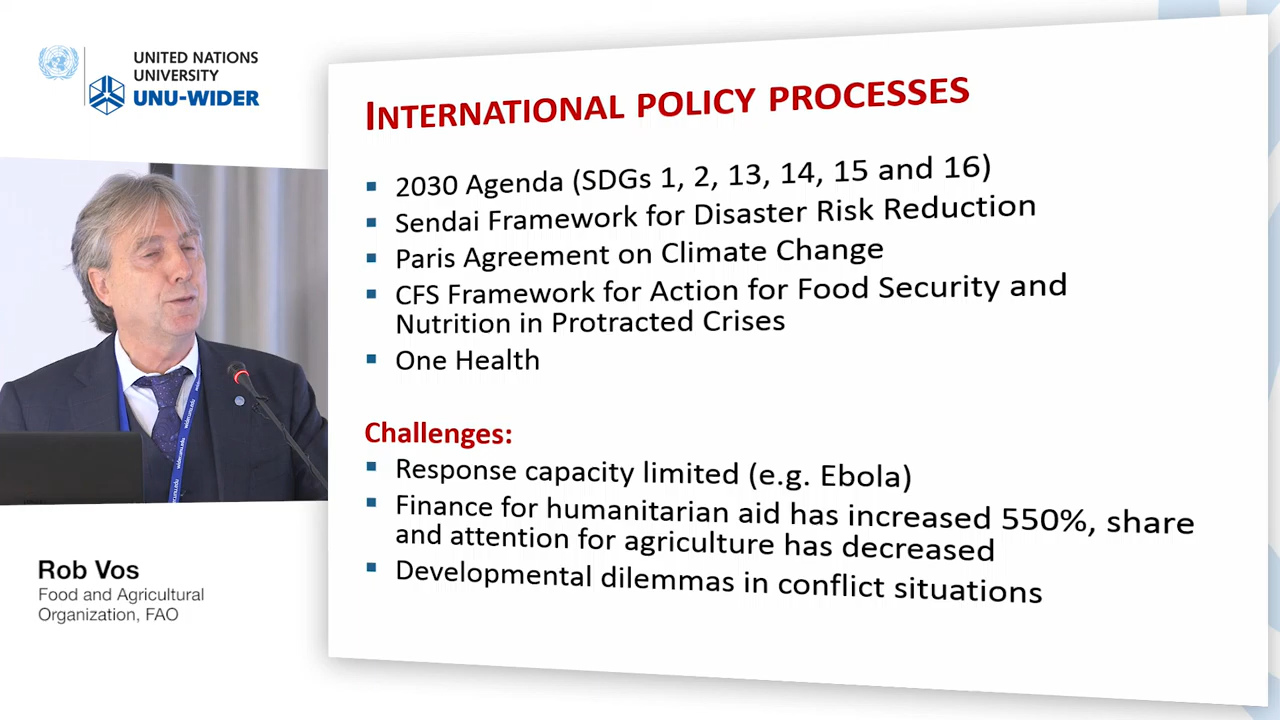 UNITED NATIONS
UNIVERSITY
UNU-WIDER
INTERNATIONAL POLICY PROCESSES
▪ 2030 Agenda (SDGs 1, 2, 13, 14, 15 and 16)
▪ Sendai Framework for Disaster Risk Reduction
▪ Paris Agreement on Climate Change
▪ CFS Framework for Action for Food Security and
Nutrition in Protracted Crises
▪ One Health
Challenges:
▪ Response capacity limited (e.g. Ebola)
▪ Finance for humanitarian aid has increased 550%, share
and attention for agriculture has decreased
▪ Developmental dilemmas in conflict situations
Rob Vos
Food and Agricultural
Organization, FAO
wider.unu.edu